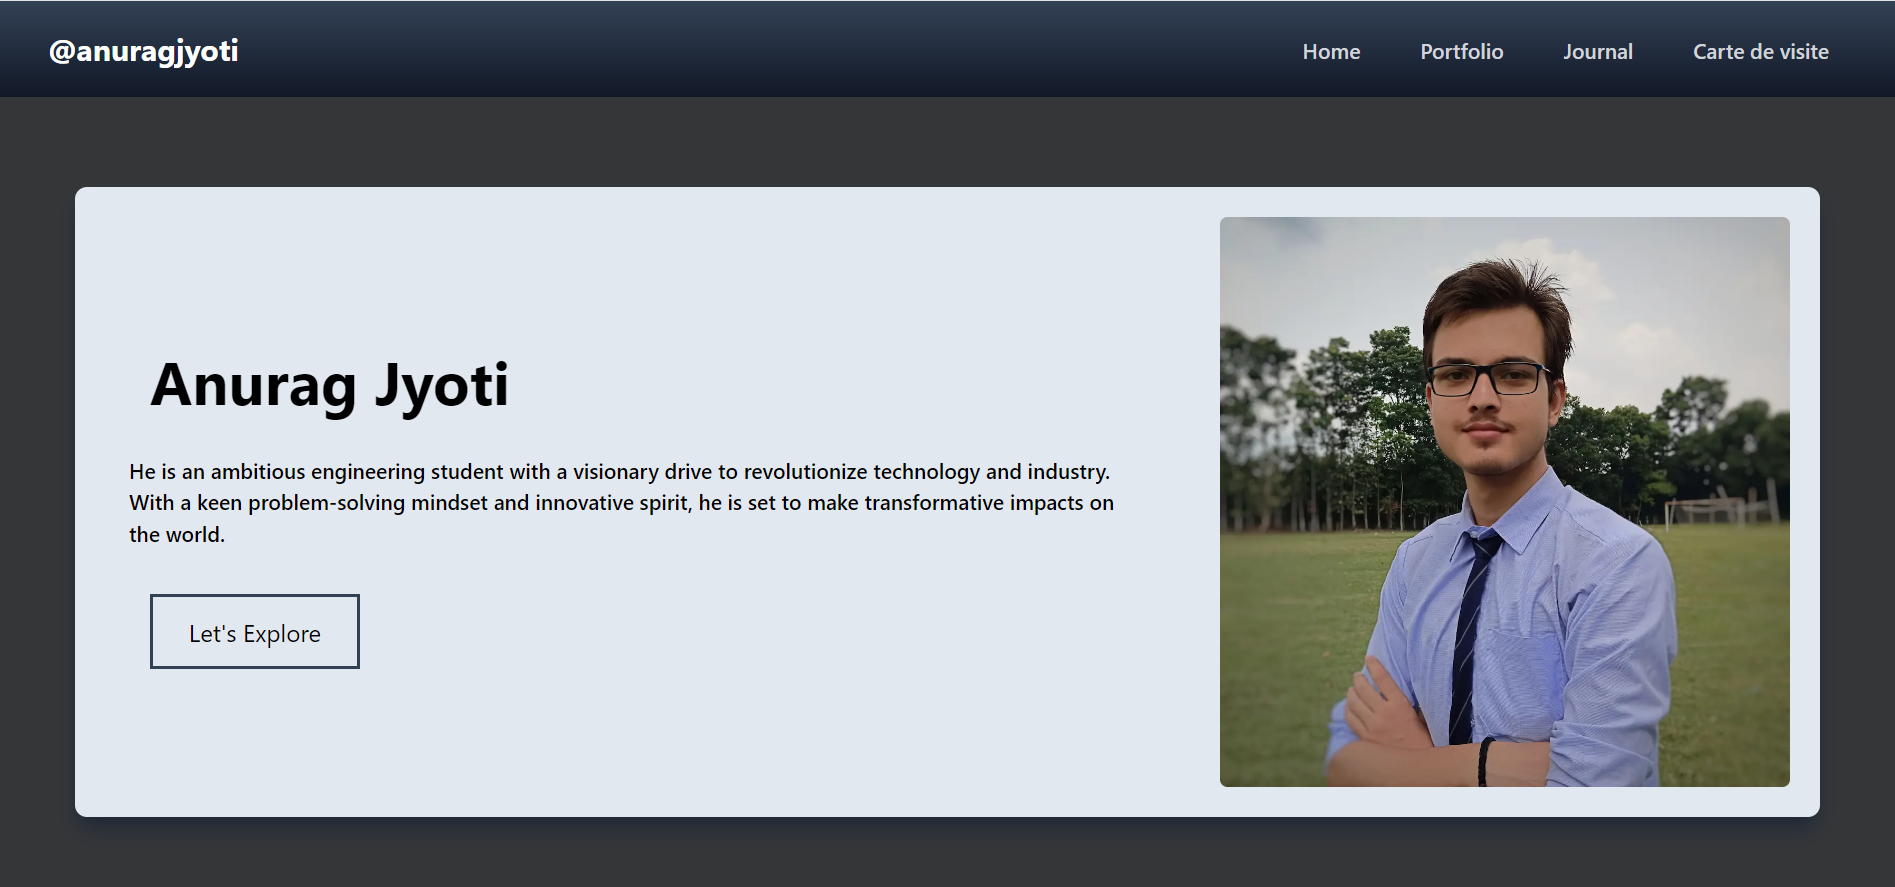 @anuragjyoti
Home Portfolio Journal Carte de visite
Anurag Jyoti
He is an ambitious engineering student with a visionary drive to revolutionize technology and industry.
With a keen problem-solving mindset and innovative spirit, he is set to make transformative impacts on
the world.
Let's Explore